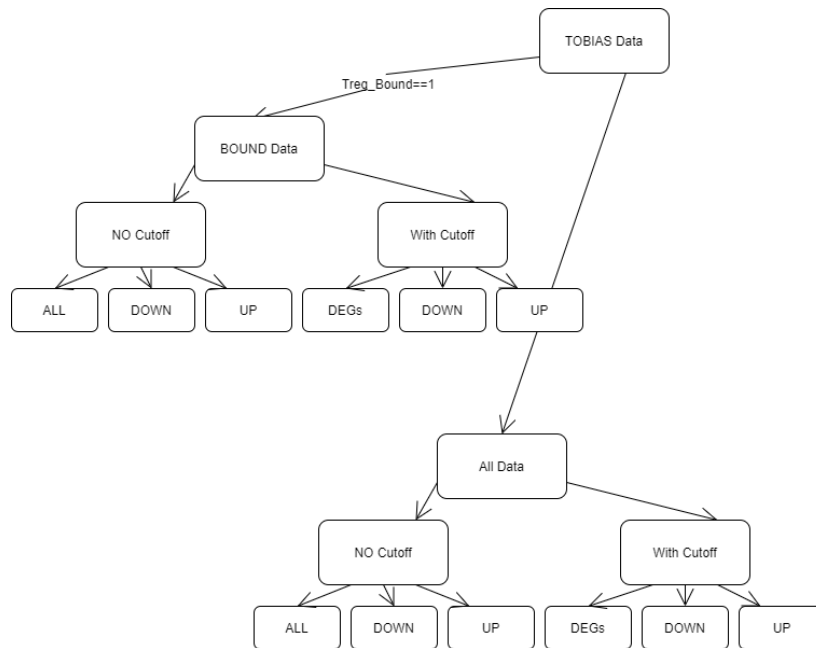 TOBIAS Data
Treg_Bound==1
BOUND Data
NO Cutoff
With Cutoff
ALL
DOWN
UP
DEGs
DOWN
UP
All Data
NO Cutoff
With Cutoff
ALL
DOWN
UP
DEGs
DOWN
UP